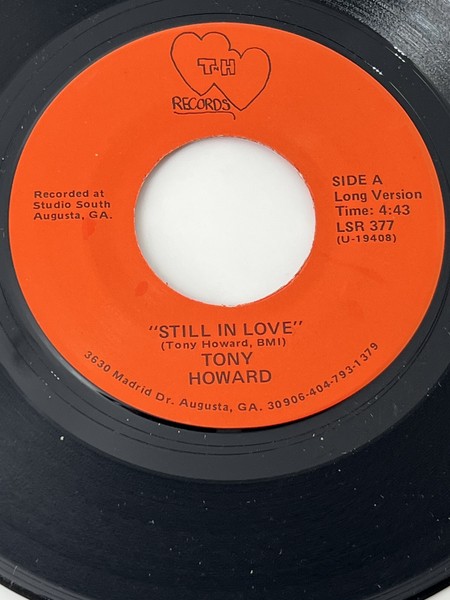 T-H
RECORDS
Recorded at
Studio South
Augusta, GA.
SIDE A
Long Version
Time: 4:43
LSR 377
(U-19408)
"STILL IN LOVE"
(Tony Howard, BMI)
TONY
HOWARD
3630 Madrid Dr. Augusta, GA. 30906-404-793-1379